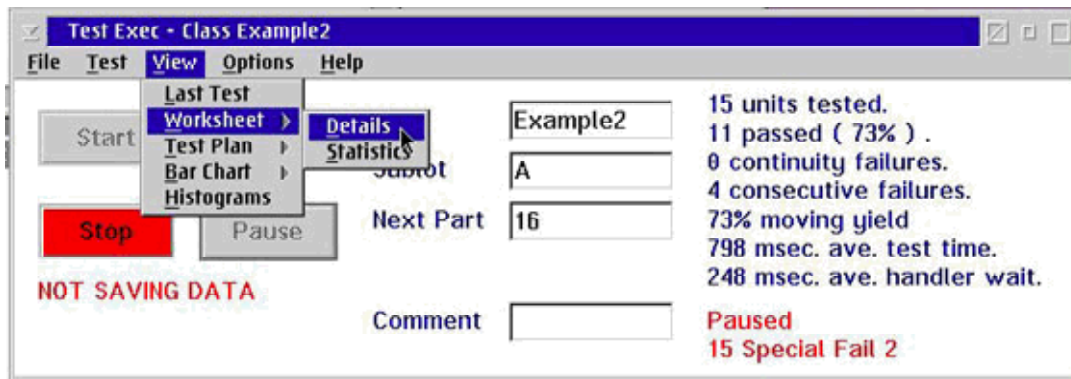 Test Exec - Class Example2
File Test View Options Help
Last Test
Worksheet
Test Plan
Bar Chart
Histograms
Details
Statistics
Start
Stop
Pause
NOT SAVING DATA
Example2
Sublot A
Next Part 16
Comment
15 units tested.
11 passed ( 73% ) .
0 continuity failures.
4 consecutive failures.
73% moving yield
798 msec. ave. test time.
248 msec. ave. handler wait.
Paused
15 Special Fail 2